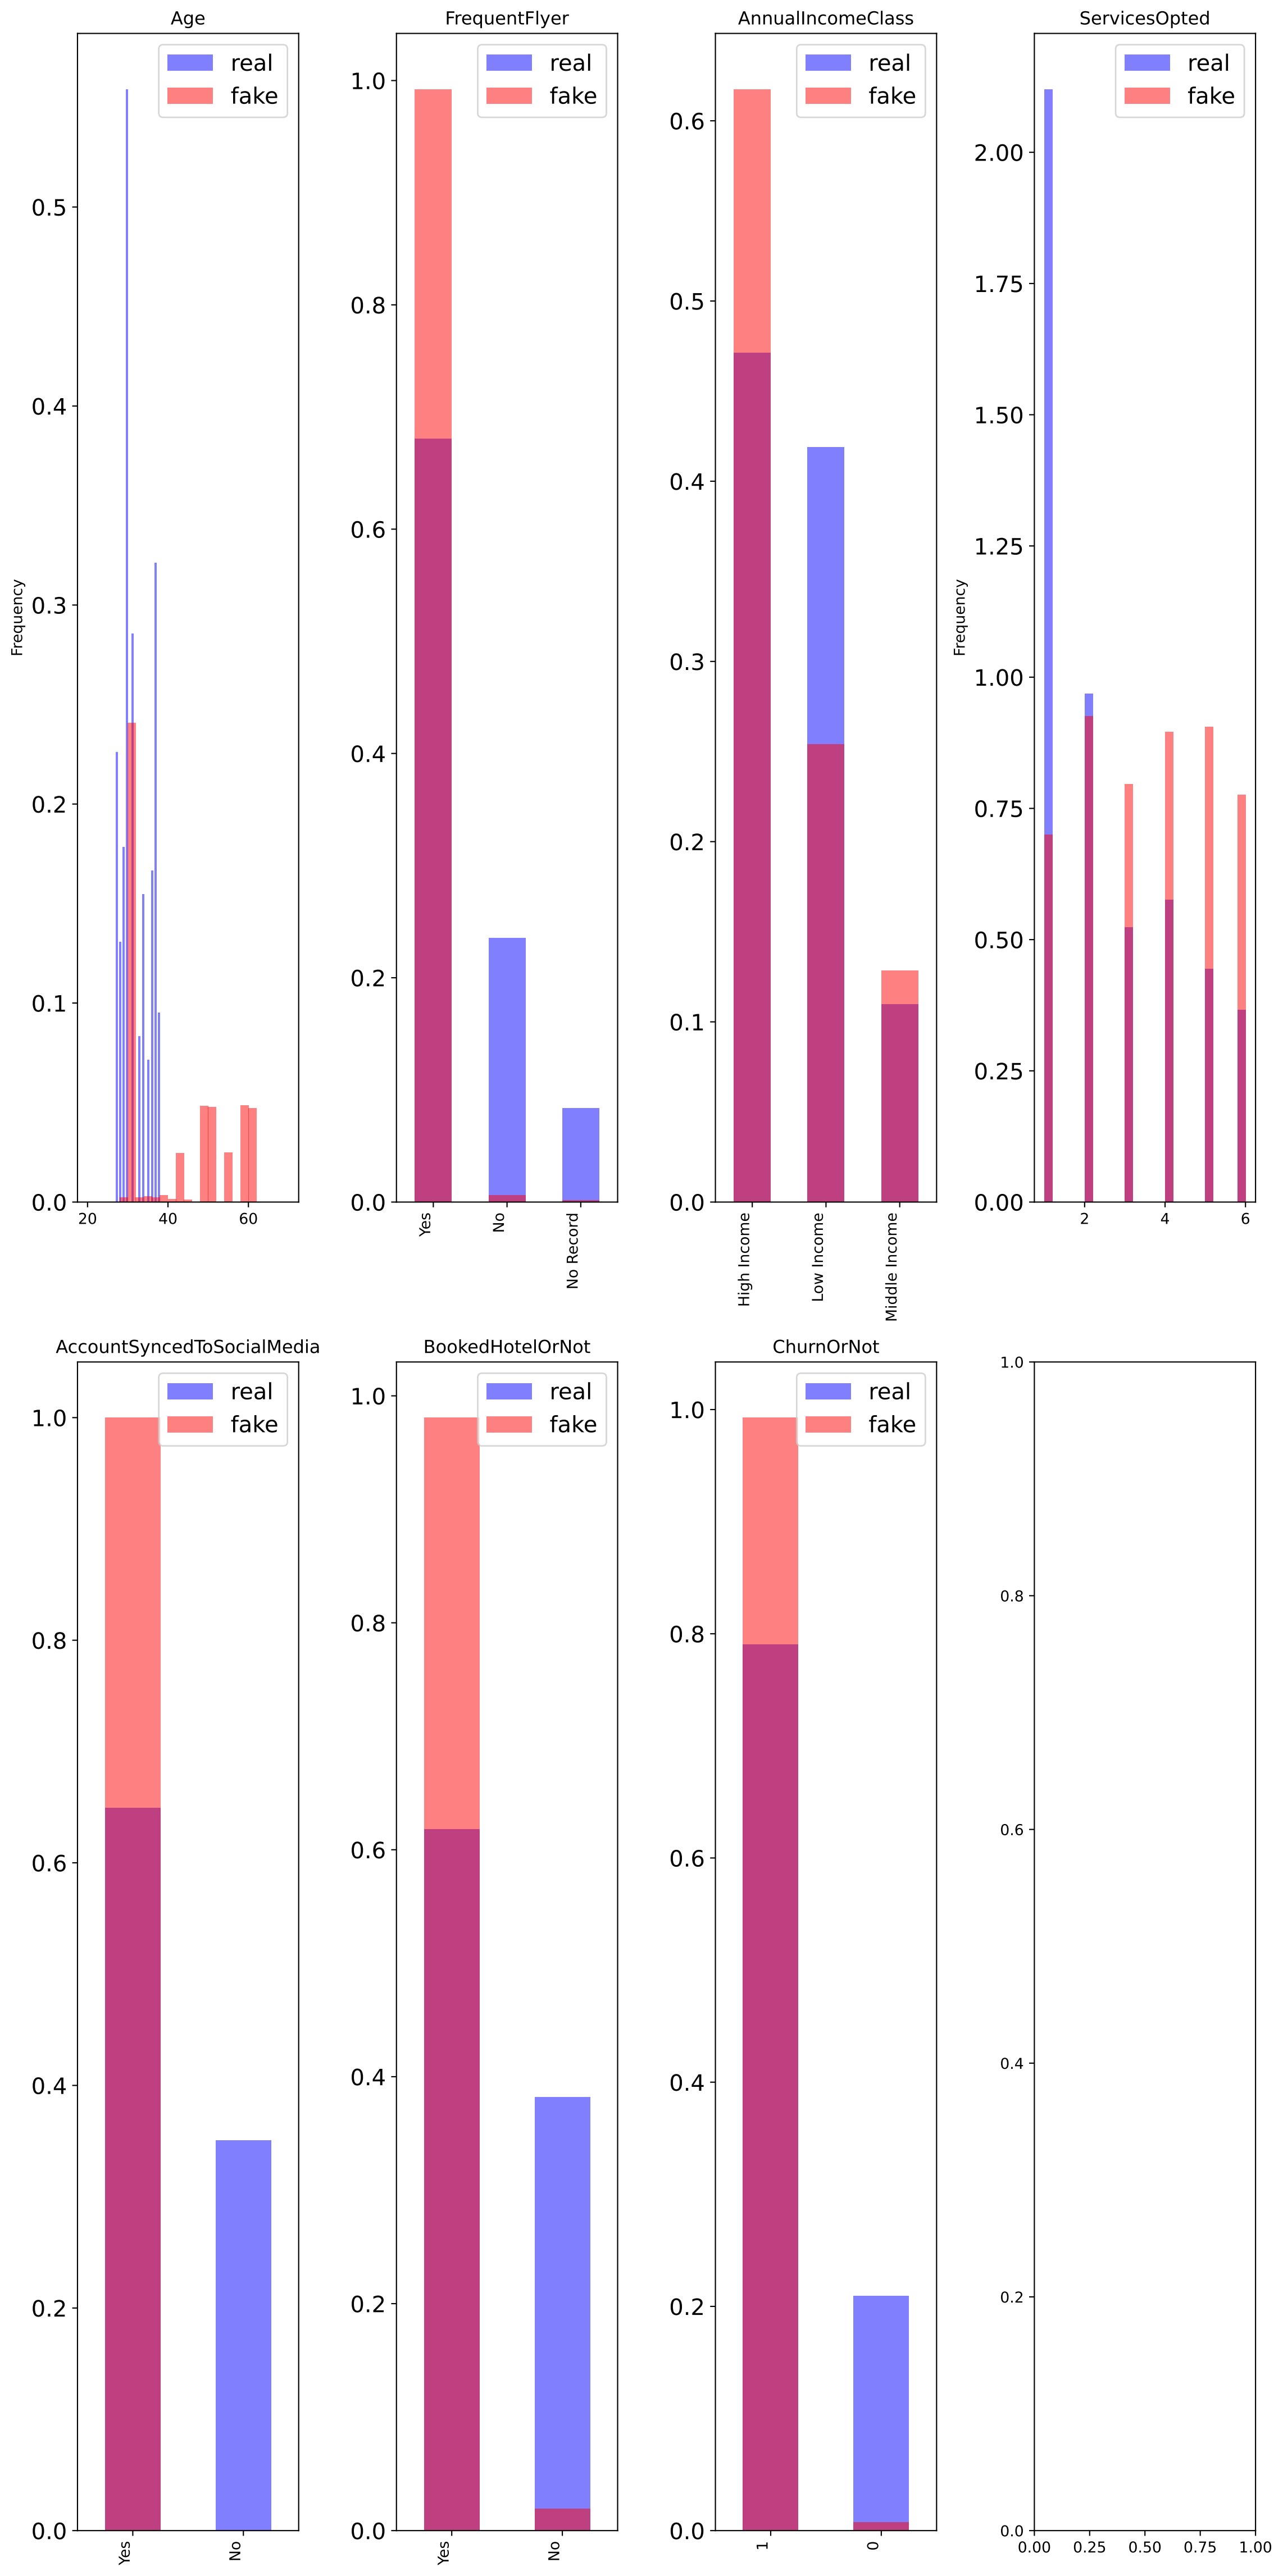 Age
real
fake
Frequency
0.5
0.4
0.3
0.2
0.1
0.0
20 40 60
FrequentFlyer
real
fake
1.0
0.8
0.6
0.4
0.2
0.0
Yes
No
No Record
AnnualIncomeClass
real
fake
0.6
0.5
0.4
0.3
0.2
0.1
0.0
High Income
Low Income
Middle Income
ServicesOpted
real
fake
Frequency
2.00
1.75
1.50
1.25
1.00
0.75
0.50
0.25
0.00
2 4 6
AccountSyncedToSocialMedia
real
fake
1.0
0.8
0.6
0.4
0.2
0.0
Yes
No
BookedHotelOrNot
real
fake
1.0
0.8
0.6
0.4
0.2
0.0
Yes
No
ChurnOrNot
real
fake
1.0
0.8
0.6
0.4
0.2
0.0
1
0
1.0
0.8
0.6
0.4
0.2
0.0
0.00 0.25 0.50 0.75 1.00